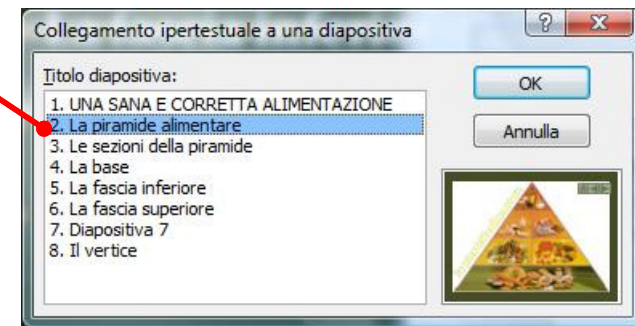 Collegamento ipertestuale a una diapositiva
Titolo diapositiva:
1. UNA SANA E CORRETTA ALIMENTAZIONE
2. La piramide alimentare
3. Le sezioni della piramide
4. La base
5. La fascia inferiore
6. La fascia superiore
7. Diapositiva 7
8. Il vertice
OK
Annulla